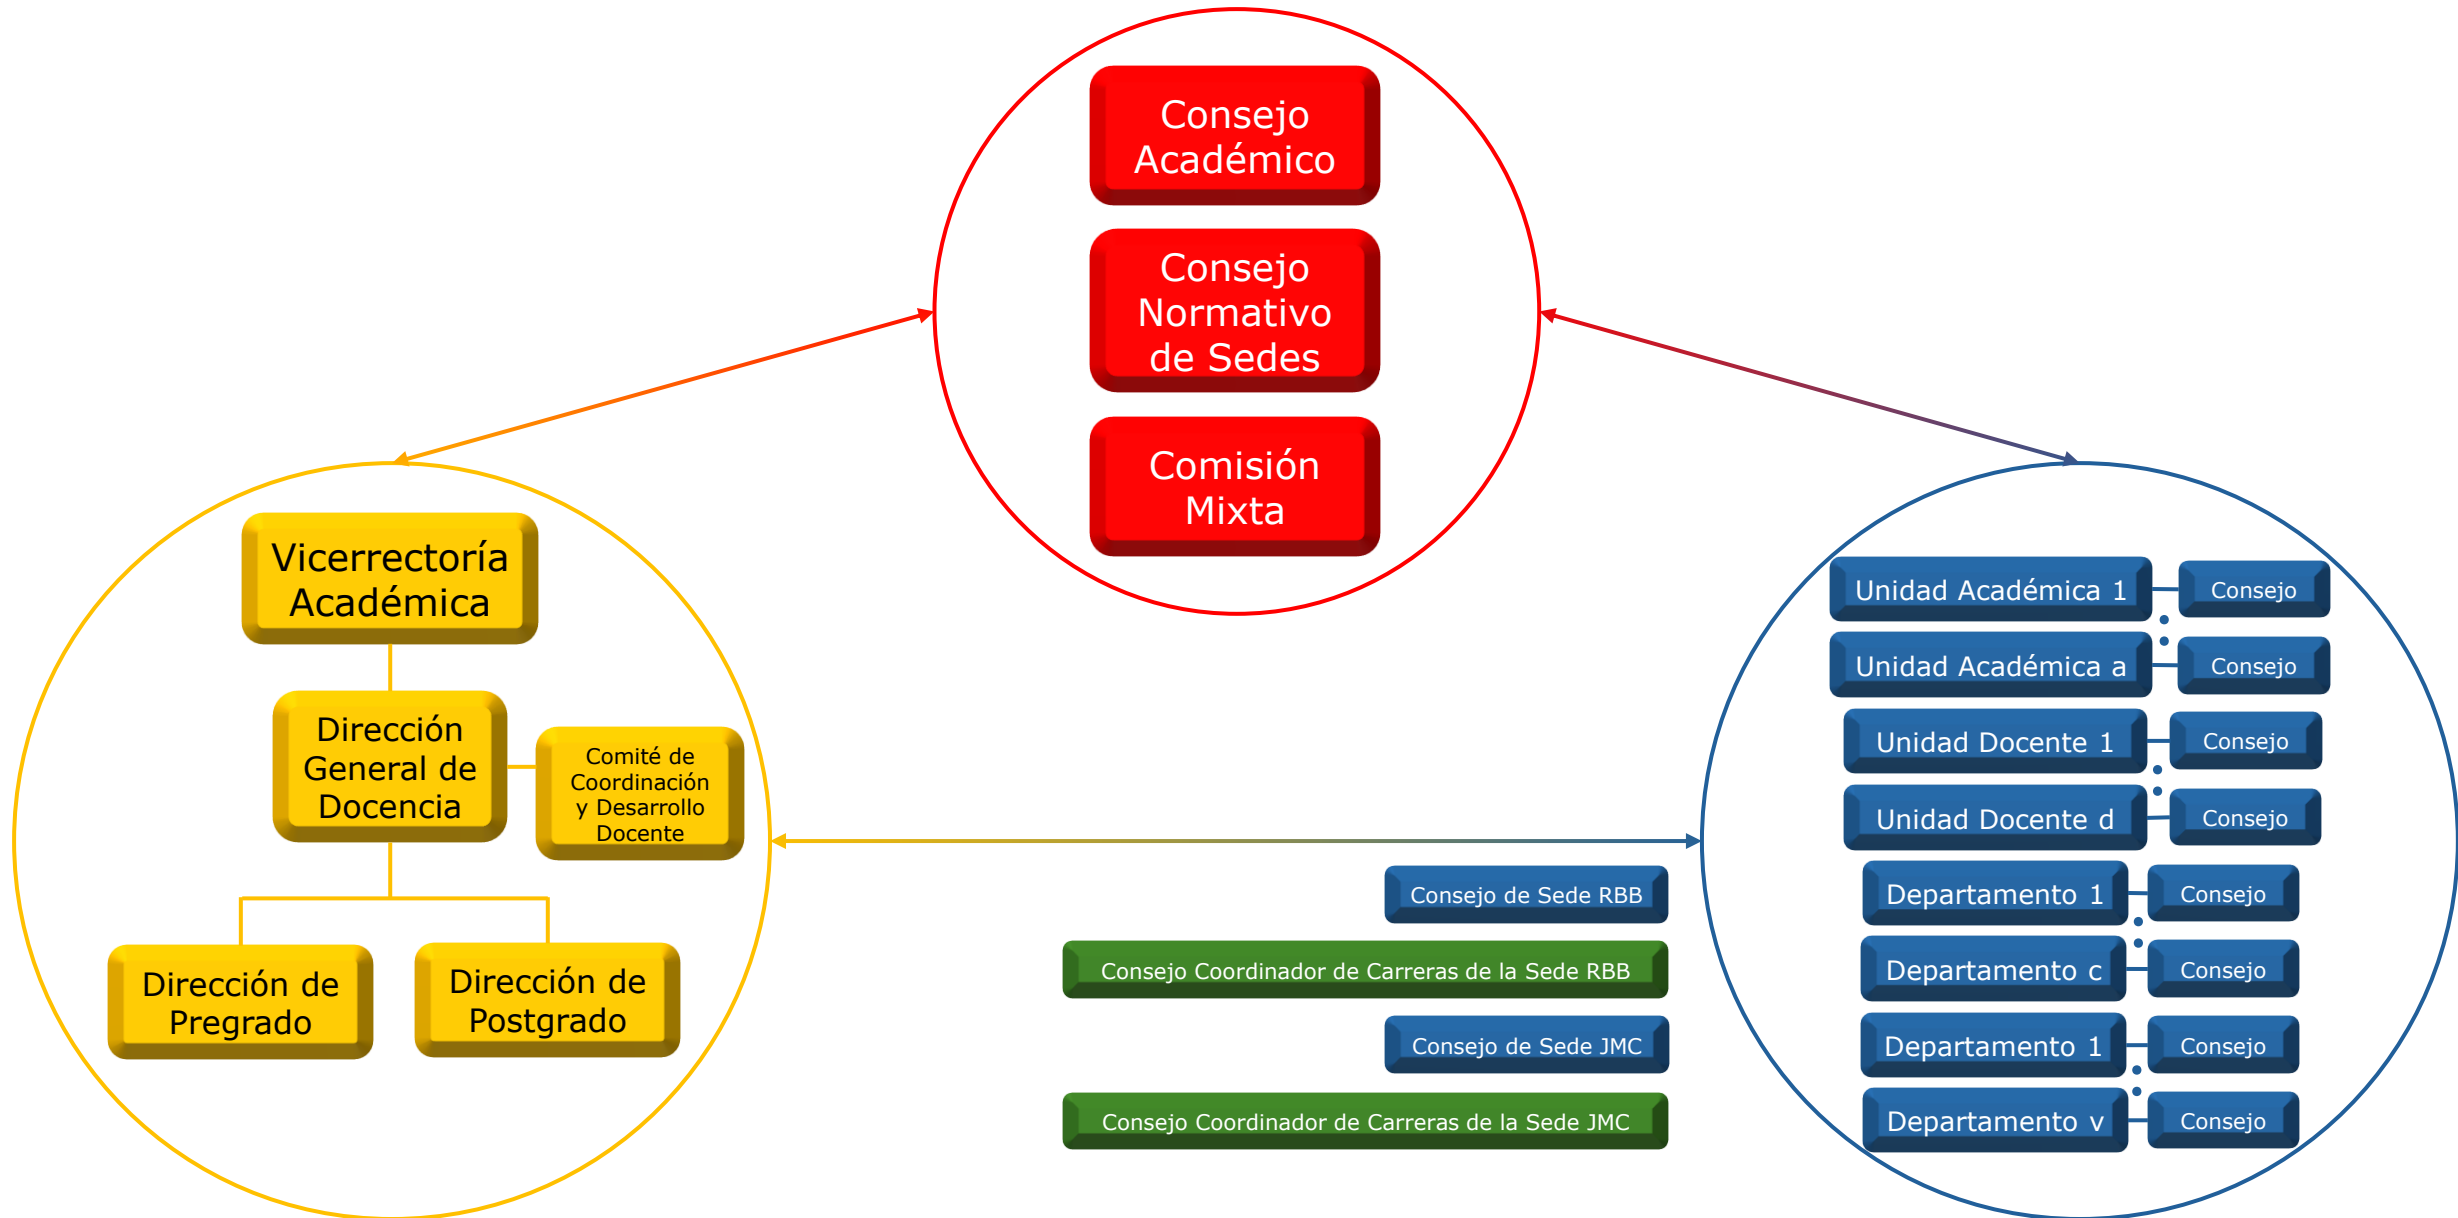 Consejo
Académico
Consejo
Normativo
de Sedes
Comisión
Mixta
Vicerrectoría
Académica
Dirección
General de
Docencia
Comité de
Coordinación
y Desarrollo
Docente
Dirección de
Pregrado
Dirección de
Postgrado
Consejo de Sede RBB
Consejo Coordinador de Carreras de la Sede RBB
Consejo de Sede JMC
Consejo Coordinador de Carreras de la Sede JMC
Unidad Académica 1
Consejo
Unidad Académica a
Consejo
Unidad Docente 1
Consejo
Unidad Docente d
Consejo
Departamento 1
Consejo
Departamento c
Consejo
Departamento 1
Consejo
Departamento v
Consejo